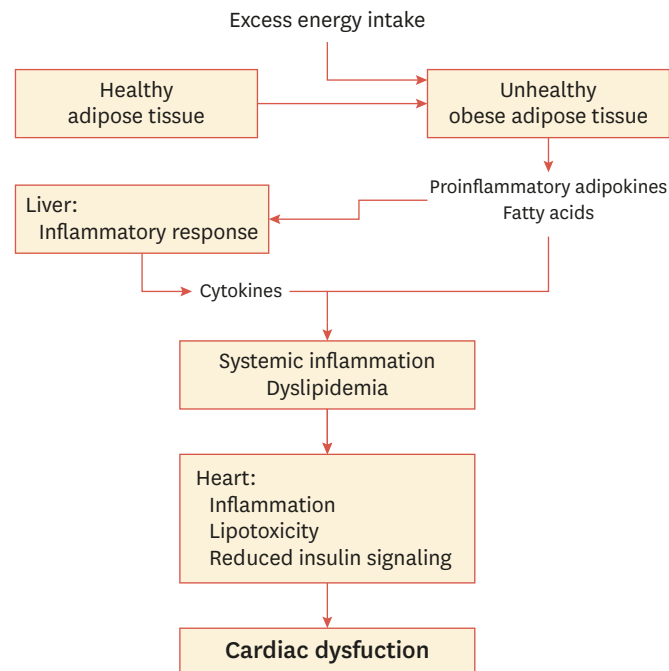 Excess energy intake
Healthy
adipose tissue
Unhealthy
obese adipose tissue
Proinflammatory adipokines
Fatty acids
Liver:
Inflammatory response
Cytokines
Systemic inflammation
Dyslipidemia
Heart:
Inflammation
Lipotoxicity
Reduced insulin signaling
Cardiac dysfuction